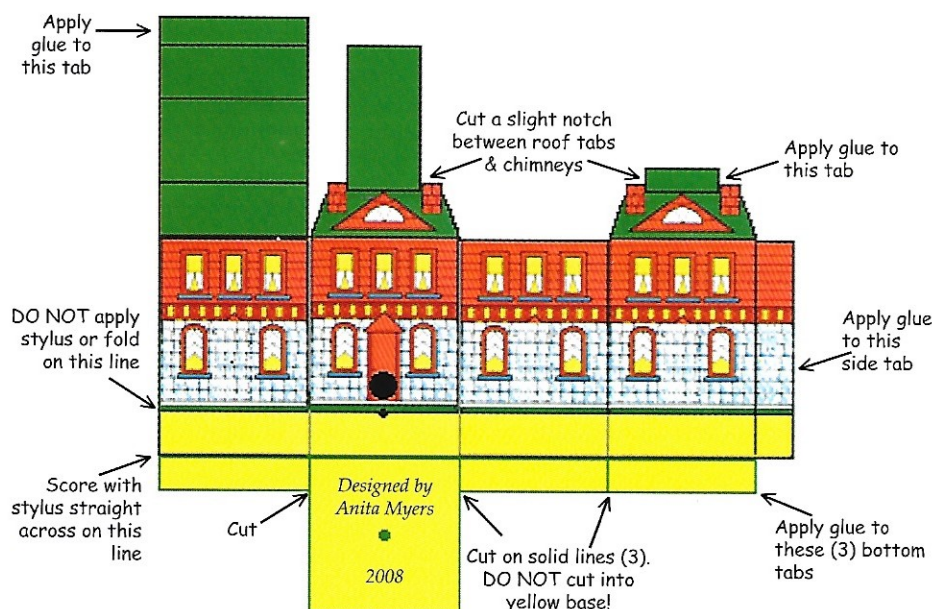 Apply
glue to
this tab
Cut a slight notch
between roof tabs
& chimneys
Apply glue to
this tab
DO NOT apply
stylus or fold
on this line
Apply glue
to this
side tab
Score with
stylus straight
across on this
line
Cut
Designed by
Anita Myers
2008
Cut on solid lines (3).
DO NOT cut into
yellow base!
Apply glue to
these (3) bottom
tabs